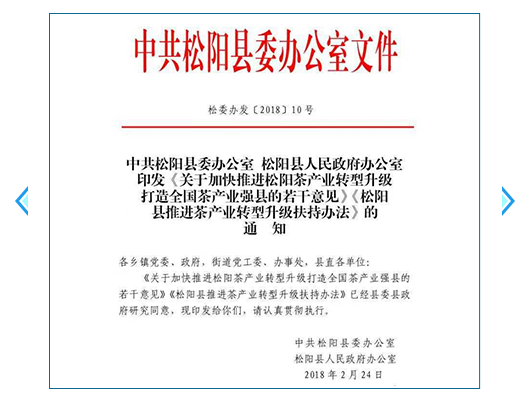 中共松阳县委办公室文件
松委办发〔2018〕10 号
中共松阳县委办公室 松阳县人民政府办公室
印发《关于加快推进松阳茶产业转型升级
打造全国茶产业强县的若干意见》《松阳
县推进茶产业转型升级扶持办法》的
通 知
各乡镇党委、政府，街道党工委、办事处，县直各单位：
《关于加快推进松阳茶产业转型升级打造全国茶产业强县的
若干意见》《松阳县推进茶产业转型升级扶持办法》已经县委县政
府研究同意，现印发给你们，请认真贯彻执行。
中共松阳县委办公室
松阳县人民政府办公室
2018 年 2 月 24 日